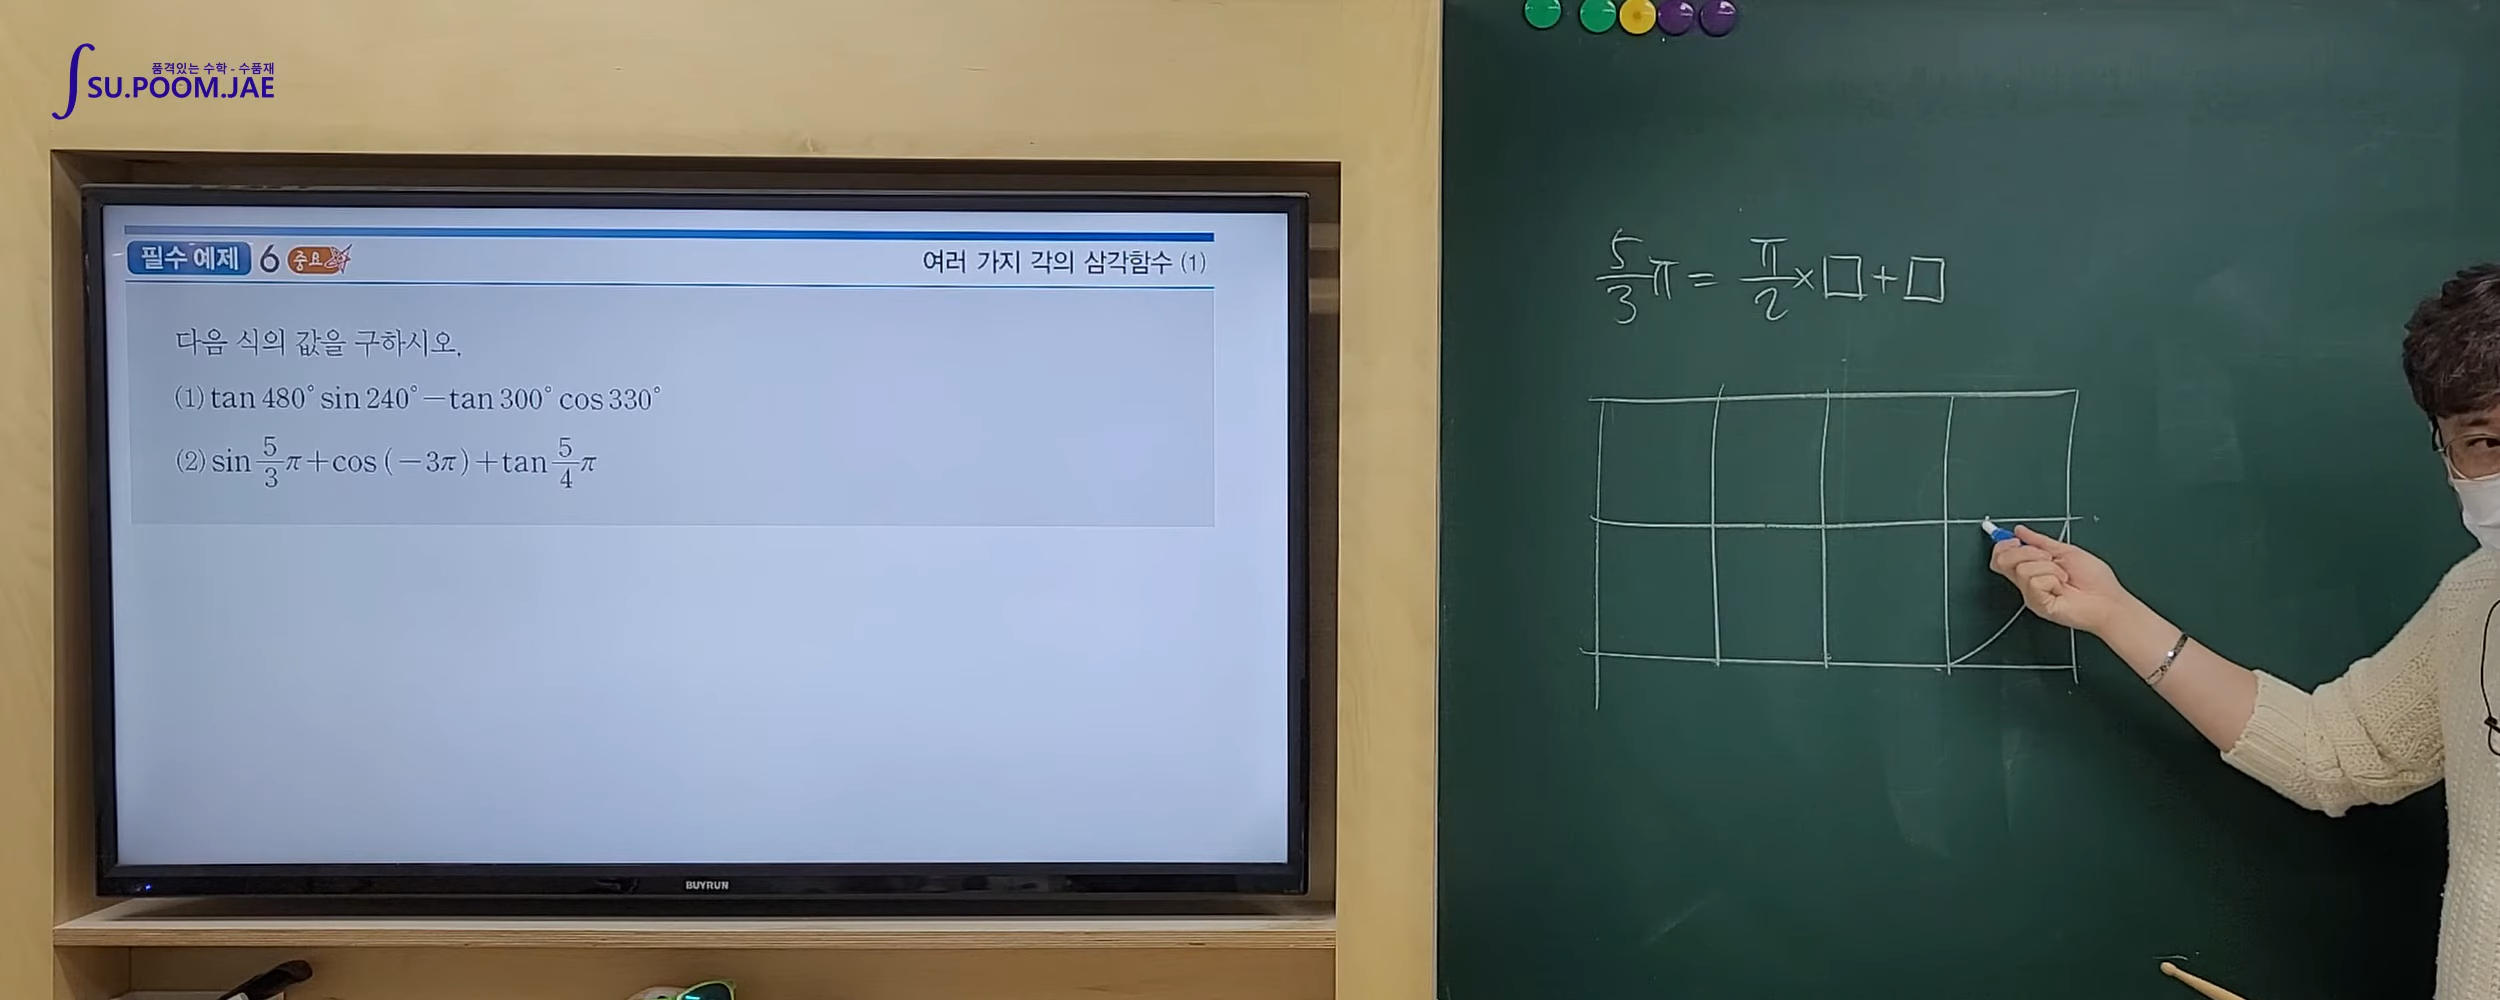 품격있는 수학 - 수품재
SU.POOM.JAE
필수 예제 6 중요
여러 가지 각의 삼각함수 (1)
다음 식의 값을 구하시오.
(1) tan 480° sin 240° − tan 300° cos 330°
(2) sin 5/3 π + cos (−3π) + tan 5/4 π
BUYRUN
5/3 π = π/2 × □ + □